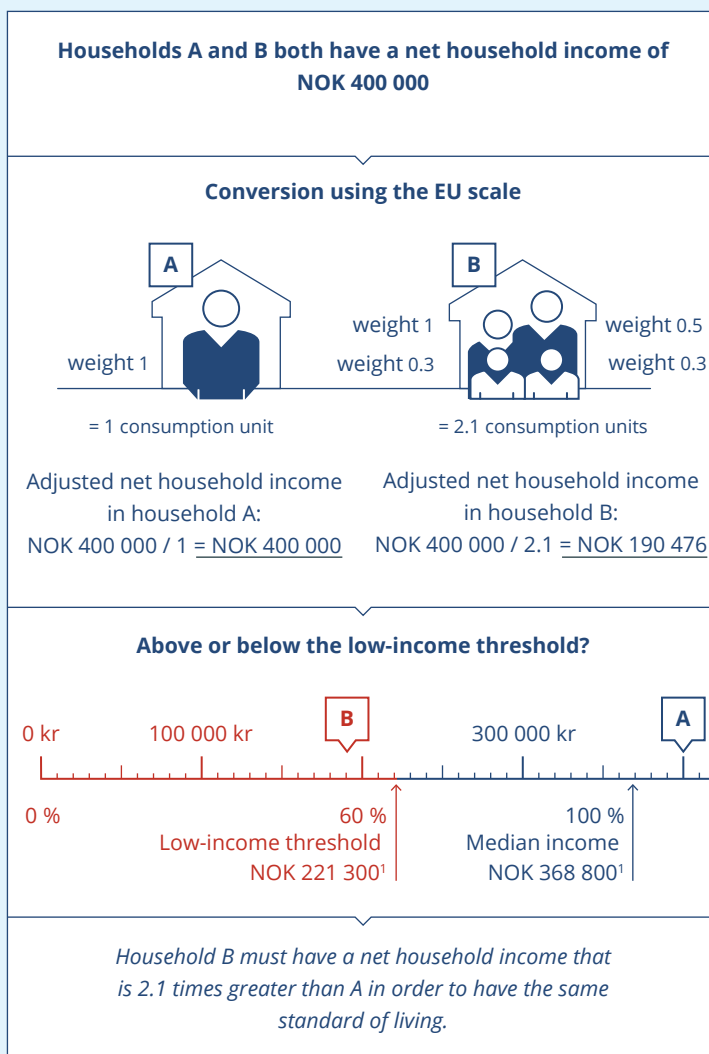 Households A and B both have a net household income of
NOK 400 000
Conversion using the EU scale
A
B
weight 1
weight 1
weight 0.3
weight 0.5
weight 0.3
= 1 consumption unit
= 2.1 consumption units
Adjusted net household income
in household A:
NOK 400 000 / 1 = NOK 400 000
Adjusted net household income
in household B:
NOK 400 000 / 2.1 = NOK 190 476
Above or below the low-income threshold?
B
A
0 kr
100 000 kr
300 000 kr
0 %
60 %
Low-income threshold
NOK 221 300¹
100 %
Median income
NOK 368 800¹
Household B must have a net household income that
is 2.1 times greater than A in order to have the same
standard of living.